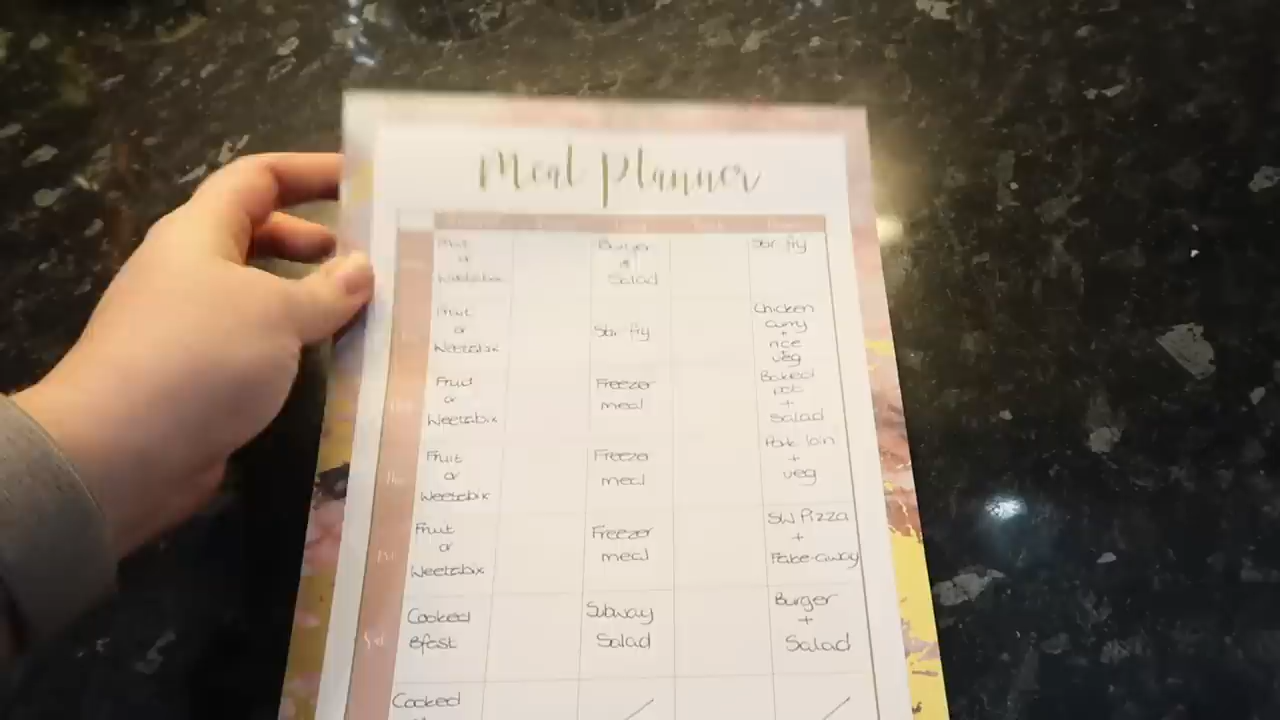 Meal Planner
Fruit
or
Weetabix
Burger
+
Salad
Stir fry
Fruit
or
Weetabix
Stir fry
Chicken
curry
+
rice
+
veg
Fruit
or
Weetabix
Freezer
meal
Baked
pot
+
Salad
Fruit
or
Weetabix
Freezer
meal
Pork loin
+
veg
Fruit
or
Weetabix
Freezer
meal
SW Pizza
+
Fake-away
Cooked
Bfast
Subway
Salad
Burger
+
Salad
Cooked